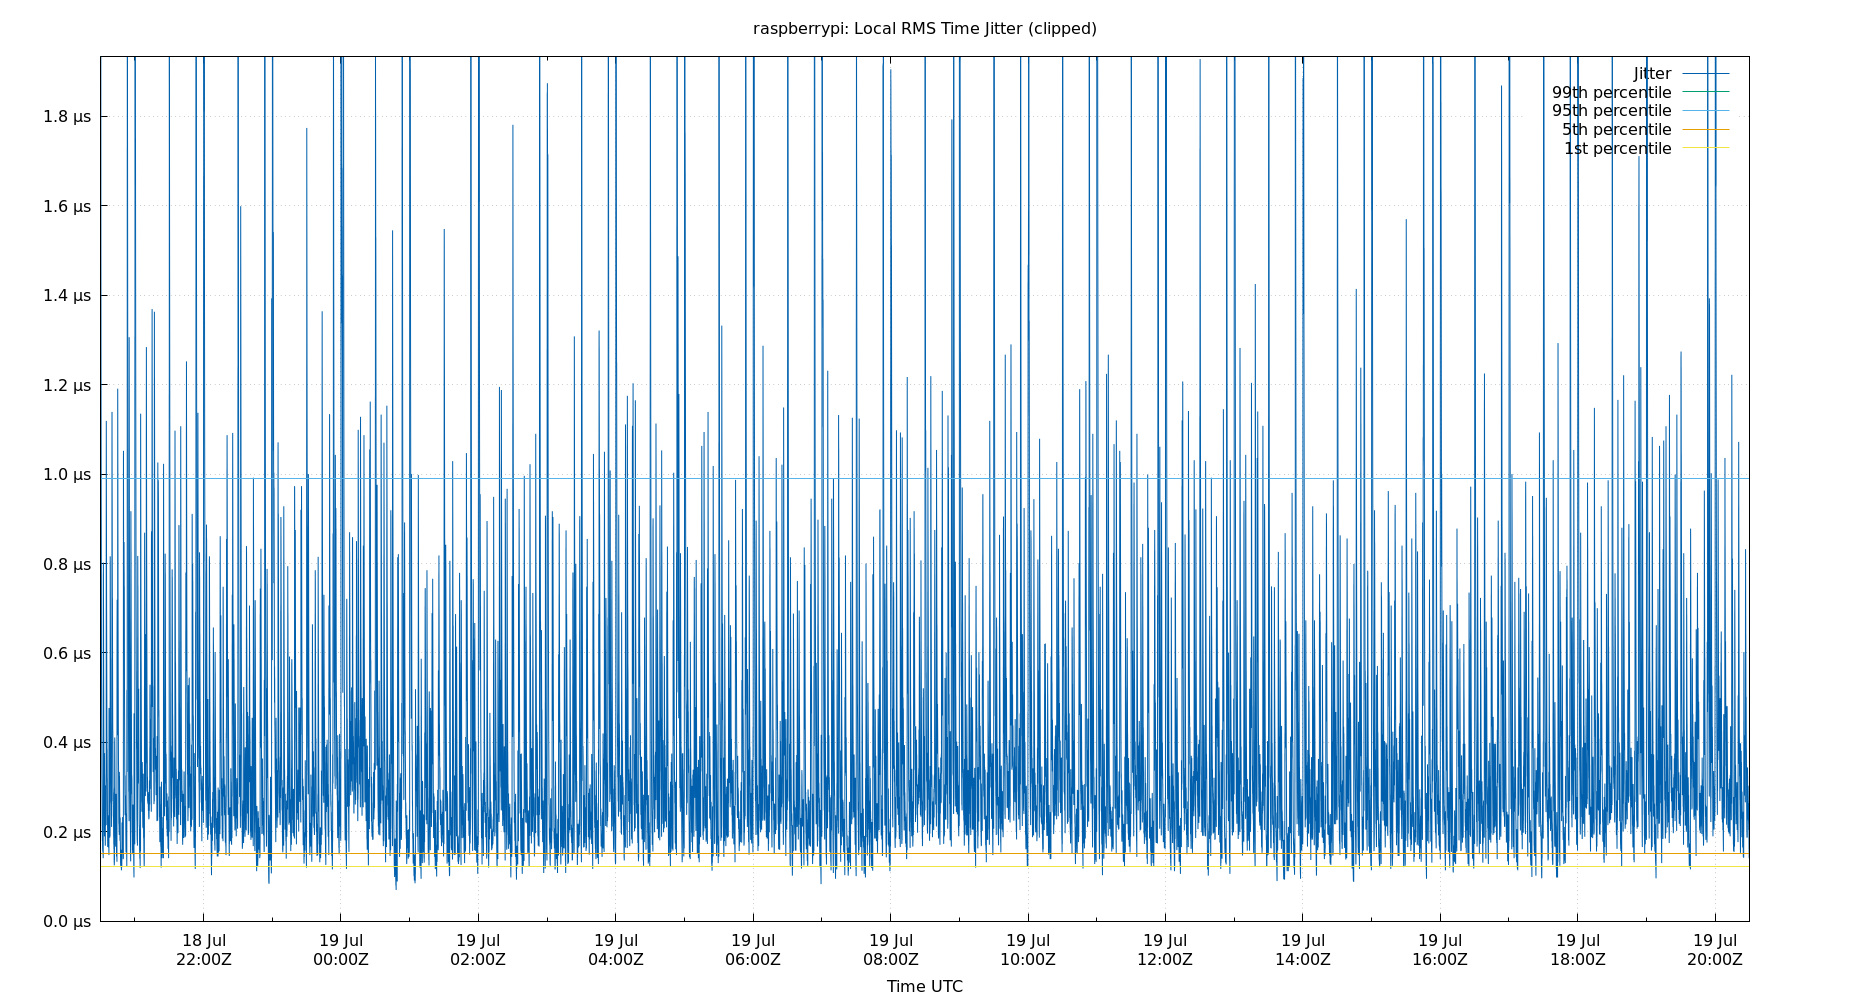 raspberrypi: Local RMS Time Jitter (clipped)
Jitter
99th percentile
95th percentile
5th percentile
1st percentile
1.8 µs
1.6 µs
1.4 µs
1.2 µs
1.0 µs
0.8 µs
0.6 µs
0.4 µs
0.2 µs
0.0 µs
18 Jul 19 Jul 19 Jul 19 Jul 19 Jul 19 Jul 19 Jul 19 Jul 19 Jul 19 Jul 19 Jul 19 Jul
22:00Z 00:00Z 02:00Z 04:00Z 06:00Z 08:00Z 10:00Z 12:00Z 14:00Z 16:00Z 18:00Z 20:00Z
Time UTC